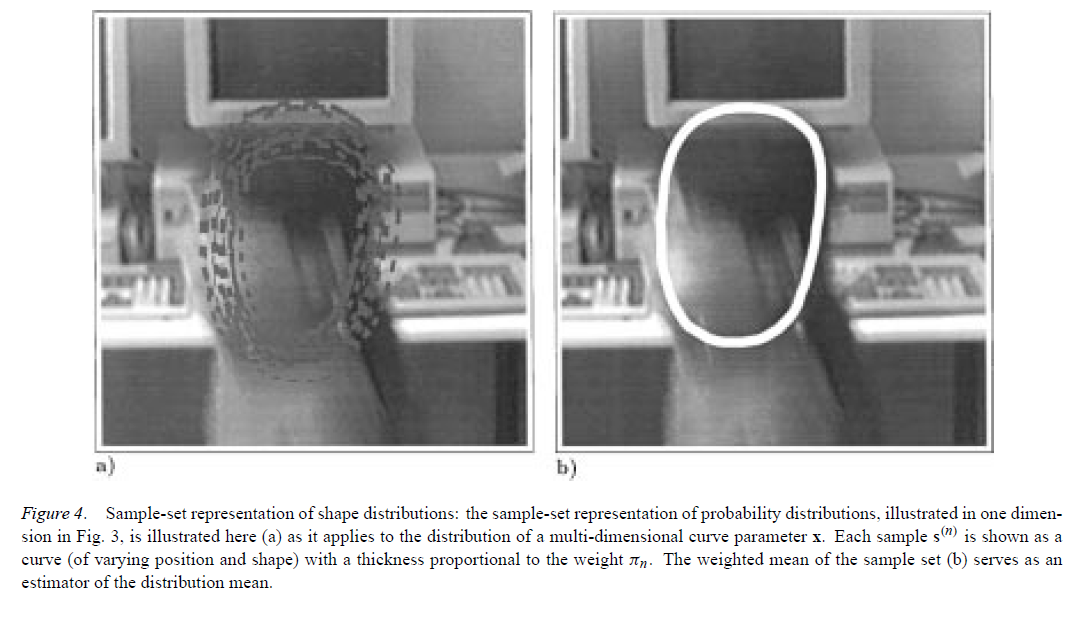 a)
b)
Figure 4. Sample-set representation of shape distributions: the sample-set representation of probability distributions, illustrated in one dimen-
sion in Fig. 3, is illustrated here (a) as it applies to the distribution of a multi-dimensional curve parameter x. Each sample s⁽ⁿ⁾ is shown as a
curve (of varying position and shape) with a thickness proportional to the weight πₙ. The weighted mean of the sample set (b) serves as an
estimator of the distribution mean.